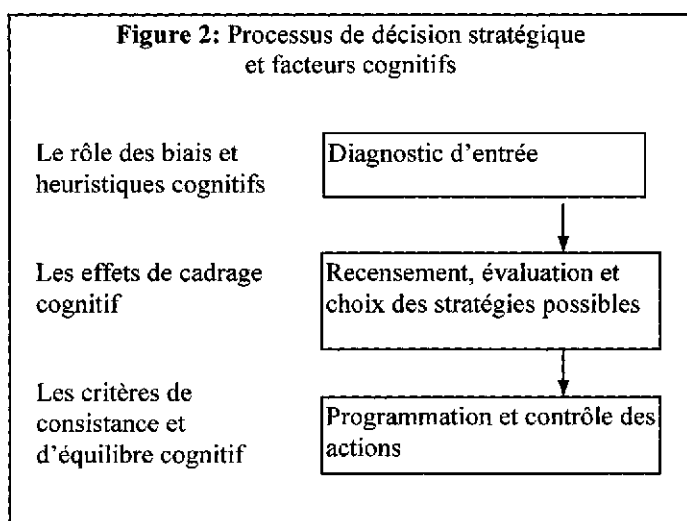 Figure 2: Processus de décision stratégique
et facteurs cognitifs
Le rôle des biais et
heuristiques cognitifs
Diagnostic d'entrée
Les effets de cadrage
cognitif
Recensement, évaluation et
choix des stratégies possibles
Les critères de
consistance et
d'équilibre cognitif
Programmation et contrôle des
actions